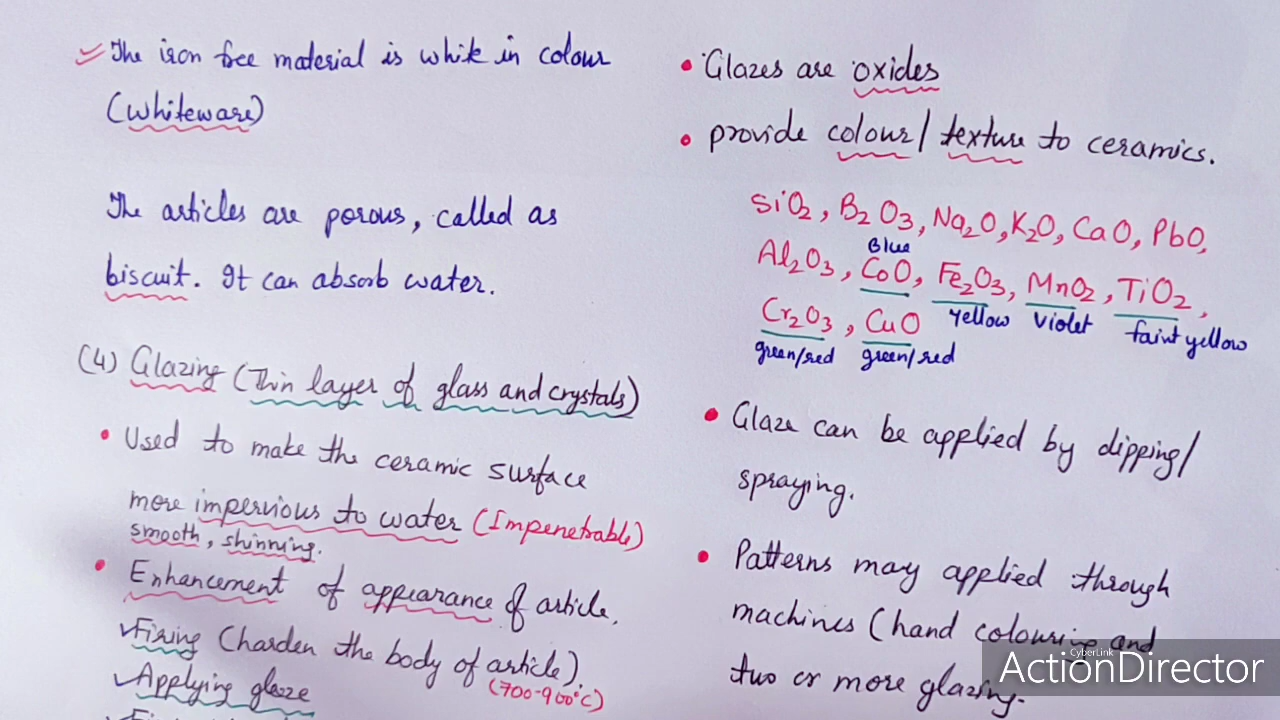 The iron free material is white in colour
(whiteware)
The articles are porous, called as
biscuit. It can absorb water.
(4) Glazing (Thin layer of glass and crystals)
• Used to make the ceramic surface
more impervious to water (Impenetrable)
smooth, shinning.
• Enhancement of appearance of article.
✓Firing (harden the body of article).
(700-900°C)
✓Applying glaze
• Glazes are oxides
• provide colour/ texture to ceramics.
SiO2, B2O3, Na2O, K2O, CaO, PbO,
Blue
Al2O3, CoO, Fe2O3, MnO2, TiO2,
yellow violet faint yellow
Cr2O3, CuO
green/red green/red
• Glaze can be applied by dipping/
spraying.
• Patterns may applied through
machines (hand colouring and
two or more glazing.
CyberLink
ActionDirector